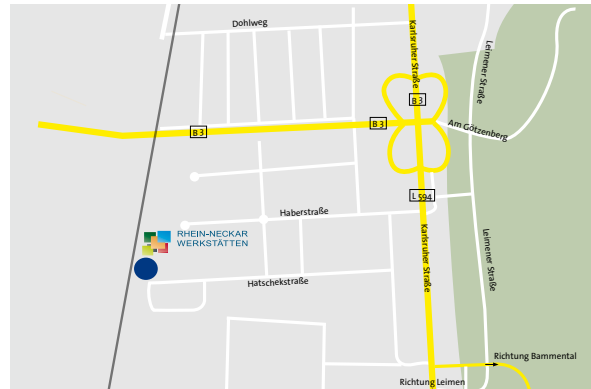 Dohlweg
Karlsruher Straße
Leimener Straße
B 3
B 3
B 3
Am Götzenberg
L 594
Haberstraße
RHEIN-NECKAR
WERKSTÄTTEN
Karlsruher Straße
Leimener Straße
Hatschekstraße
Richtung Bammental
Richtung Leimen